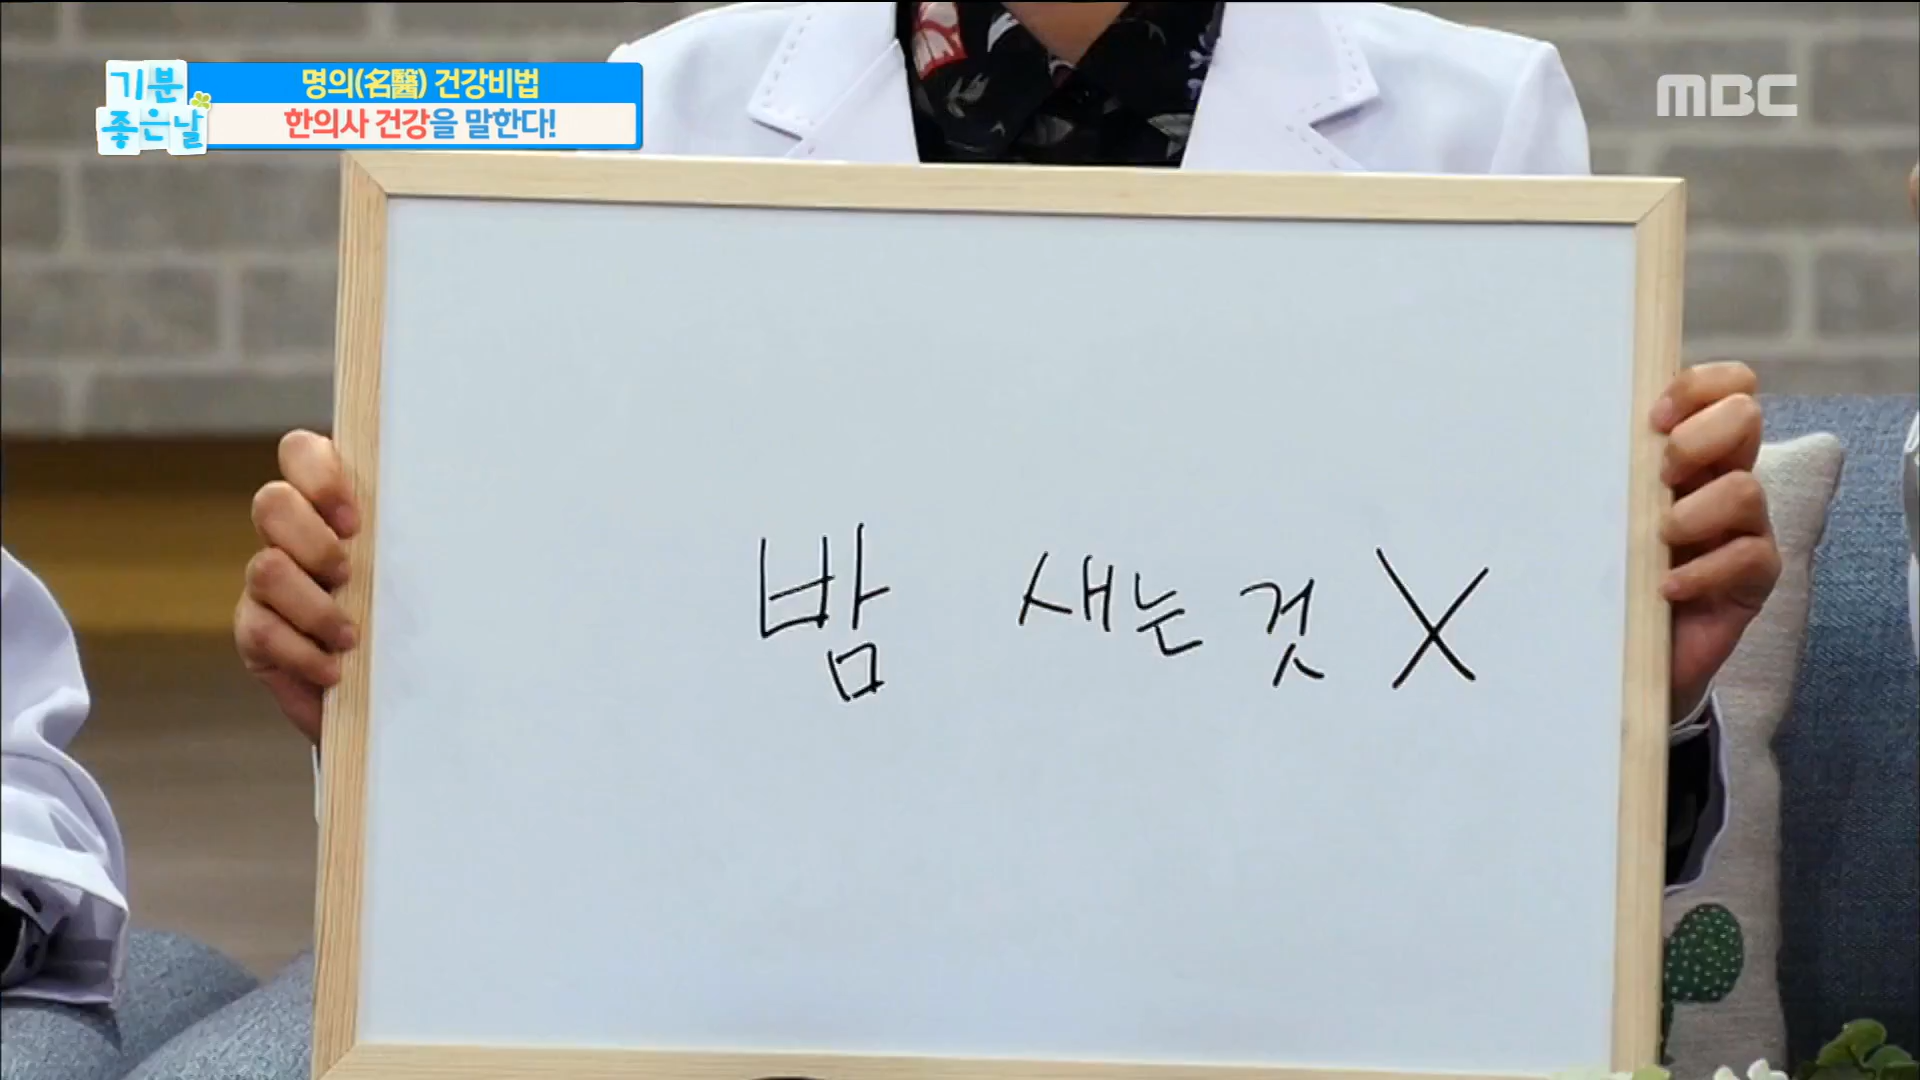 기분
좋은날
명의(名醫) 건강비법
한의사 건강을 말한다!
MBC
밤 새는 것 X